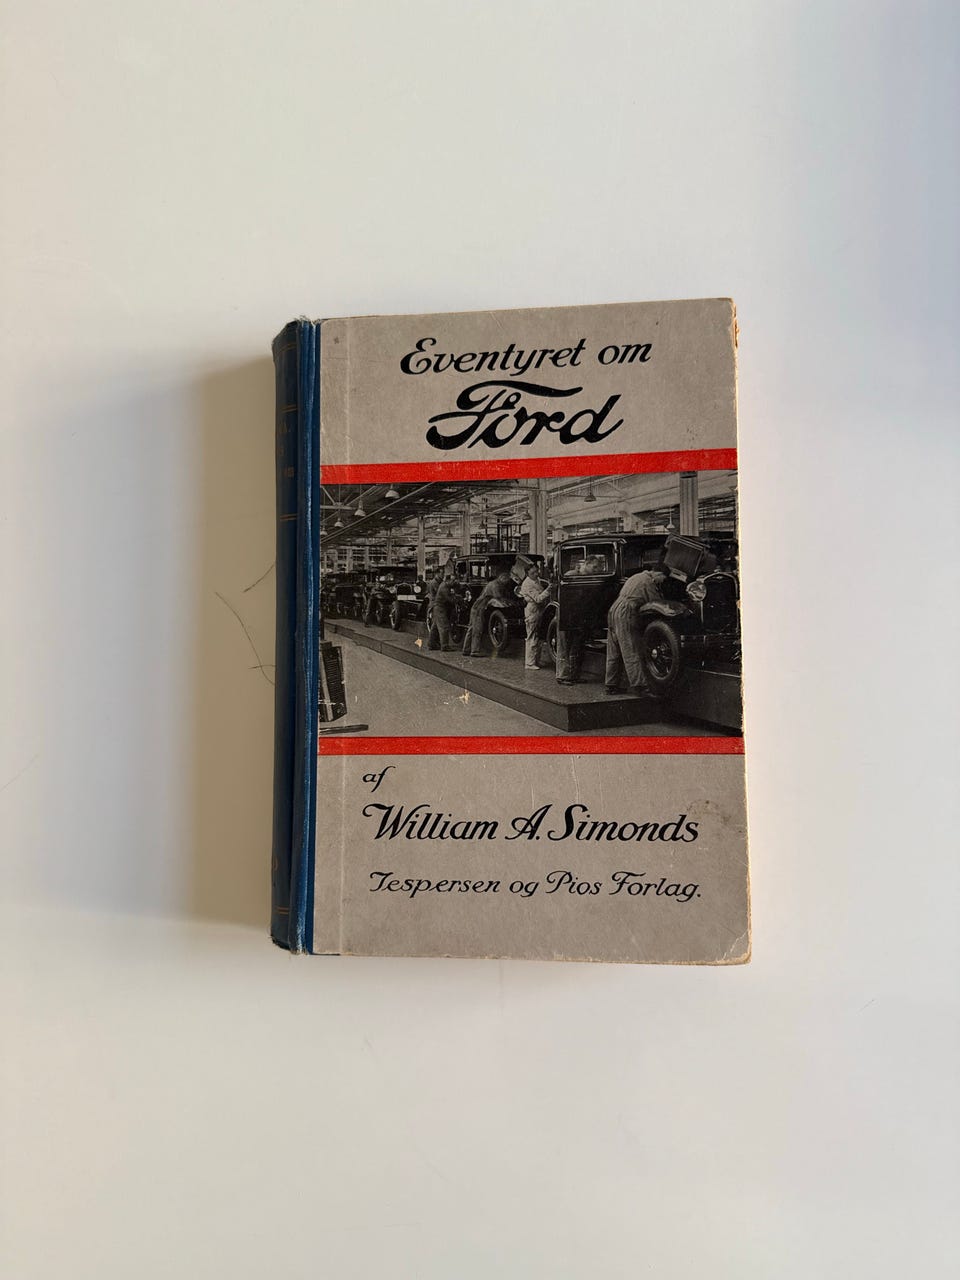 Eventyret om
Ford
af
William A. Simonds
Jespersen og Pios Forlag.